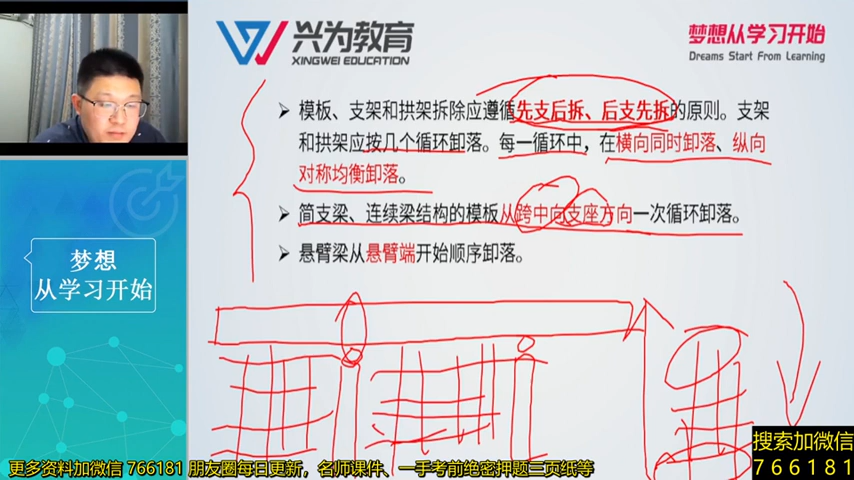 兴为教育
XINGWEI EDUCATION
梦想从学习开始
Dreams Start From Learning
➢ 模板、支架和拱架拆除应遵循先支后拆、后支先拆的原则。支架
和拱架应按几个循环卸落。每一循环中，在横向同时卸落、纵向
对称均衡卸落。
➢ 简支梁、连续梁结构的模板从跨中向支座方向一次循环卸落。
➢ 悬臂梁从悬臂端开始顺序卸落。
梦想
从学习开始
搜索加微信
766181
更多资料加微信 766181 朋友圈每日更新，名师课件、一手考前绝密押题三页纸等